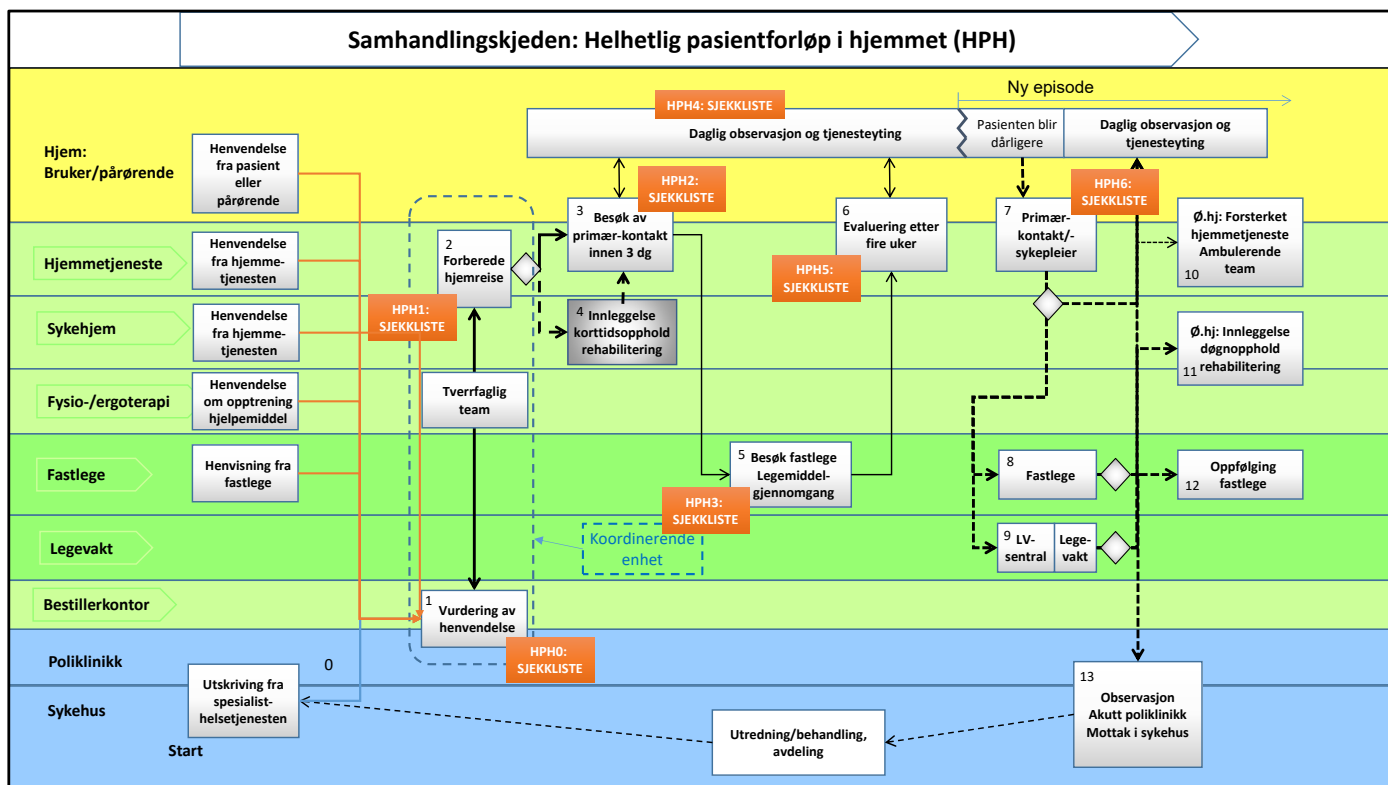 Samhandlingskjeden: Helhetlig pasientforløp i hjemmet (HPH)
Ny episode
HPH4: SJEKKLISTE
Daglig observasjon og tjenesteyting
Pasienten blir
dårligere
Daglig observasjon og
tjenesteyting
Hjem:
Bruker/pårørende
Henvendelse
fra pasient
eller
pårørende
HPH2:
SJEKKLISTE
HPH6:
SJEKKLISTE
3
Besøk av
primær-kontakt
innen 3 dg
6
Evaluering etter
fire uker
7
Primær-
kontakt/-
sykepleier
Ø.hj: Forsterket
hjemmetjeneste
Ambulerende
team
10
Hjemmetjeneste
Henvendelse
fra hjemme-
tjenesten
2
Forberede
hjemreise
HPH5:
SJEKKLISTE
HPH1:
SJEKKLISTE
Sykehjem
Henvendelse
fra hjemme-
tjenesten
4
Innleggelse
korttidsopphold
rehabilitering
Ø.hj: Innleggelse
døgnopphold
rehabilitering
11
Fysio-/ergoterapi
Henvendelse
om opptrening
hjelpemiddel
Tverrfaglig
team
Fastlege
Henvisning fra
fastlege
5
Besøk fastlege
Legemiddel-
gjennomgang
HPH3:
SJEKKLISTE
8
Fastlege
Oppfølging
fastlege
12
Legevakt
Koordinerende
enhet
9
LV-
sentral
Lege-
vakt
Bestillerkontor
1
Vurdering av
henvendelse
HPH0:
SJEKKLISTE
Poliklinikk
0
Sykehus
Utskriving fra
spesialist-
helsetjenesten
Start
Utredning/behandling,
avdeling
13
Observasjon
Akutt poliklinikk
Mottak i sykehus